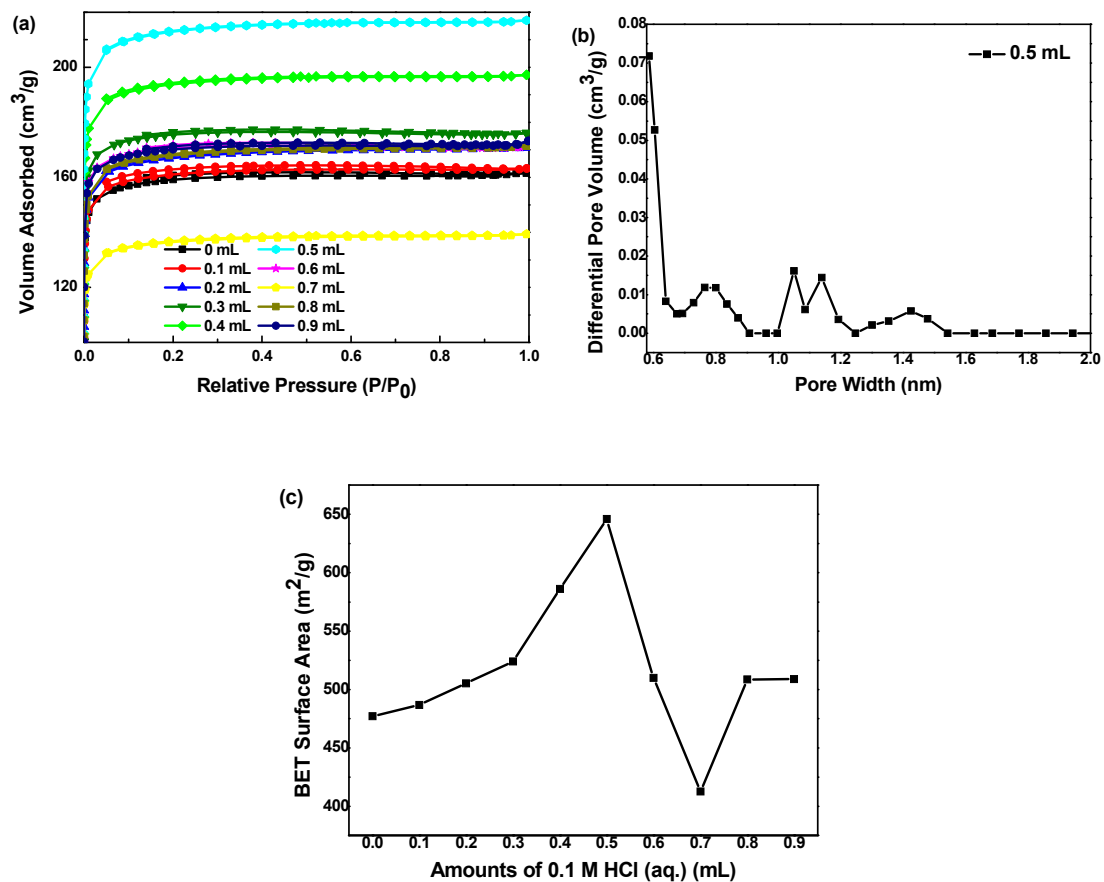 (a)
Volume Adsorbed (cm³/g)
200
160
120
0 mL
0.1 mL
0.2 mL
0.3 mL
0.4 mL
0.5 mL
0.6 mL
0.7 mL
0.8 mL
0.9 mL
0.0 0.2 0.4 0.6 0.8 1.0
Relative Pressure (P/P₀)
(b)
Differential Pore Volume (cm³/g)
0.08
0.07
0.06
0.05
0.04
0.03
0.02
0.01
0.00
0.5 mL
0.6 0.8 1.0 1.2 1.4 1.6 1.8 2.0
Pore Width (nm)
(c)
BET Surface Area (m²/g)
650
600
550
500
450
400
0.0 0.1 0.2 0.3 0.4 0.5 0.6 0.7 0.8 0.9
Amounts of 0.1 M HCl (aq.) (mL)